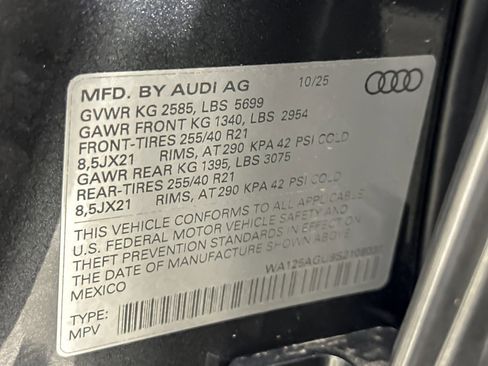 MFD. BY AUDI AG 10/25
GVWR KG 2585, LBS 5699
GAWR FRONT KG 1340, LBS 2954
FRONT-TIRES 255/40 R21
8,5JX21 RIMS, AT 290 KPA 42 PSI COLD
GAWR REAR KG 1395, LBS 3075
REAR-TIRES 255/40 R21
8,5JX21 RIMS, AT 290 KPA 42 PSI COLD
THIS VEHICLE CONFORMS TO ALL APPLICABLE
U.S. FEDERAL MOTOR VEHICLE SAFETY AND
THEFT PREVENTION STANDARDS IN EFFECT ON
THE DATE OF MANUFACTURE SHOWN ABOVE.
MEXICO
TYPE:
MPV